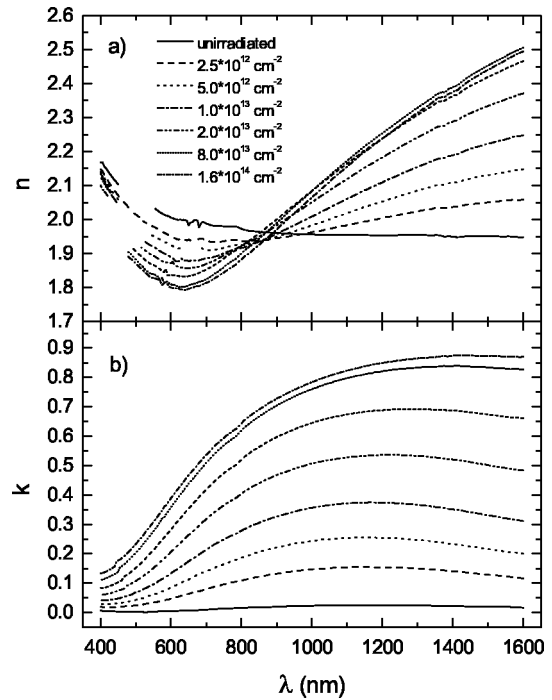 2.6
2.5
2.4
2.3
2.2
2.1
2.0
1.9
1.8
1.7
n
a)
unirradiated
2.5*10¹² cm⁻²
5.0*10¹² cm⁻²
1.0*10¹³ cm⁻²
2.0*10¹³ cm⁻²
8.0*10¹³ cm⁻²
1.6*10¹⁴ cm⁻²
b)
0.9
0.8
0.7
0.6
0.5
0.4
0.3
0.2
0.1
0.0
k
400 600 800 1000 1200 1400 1600
λ (nm)